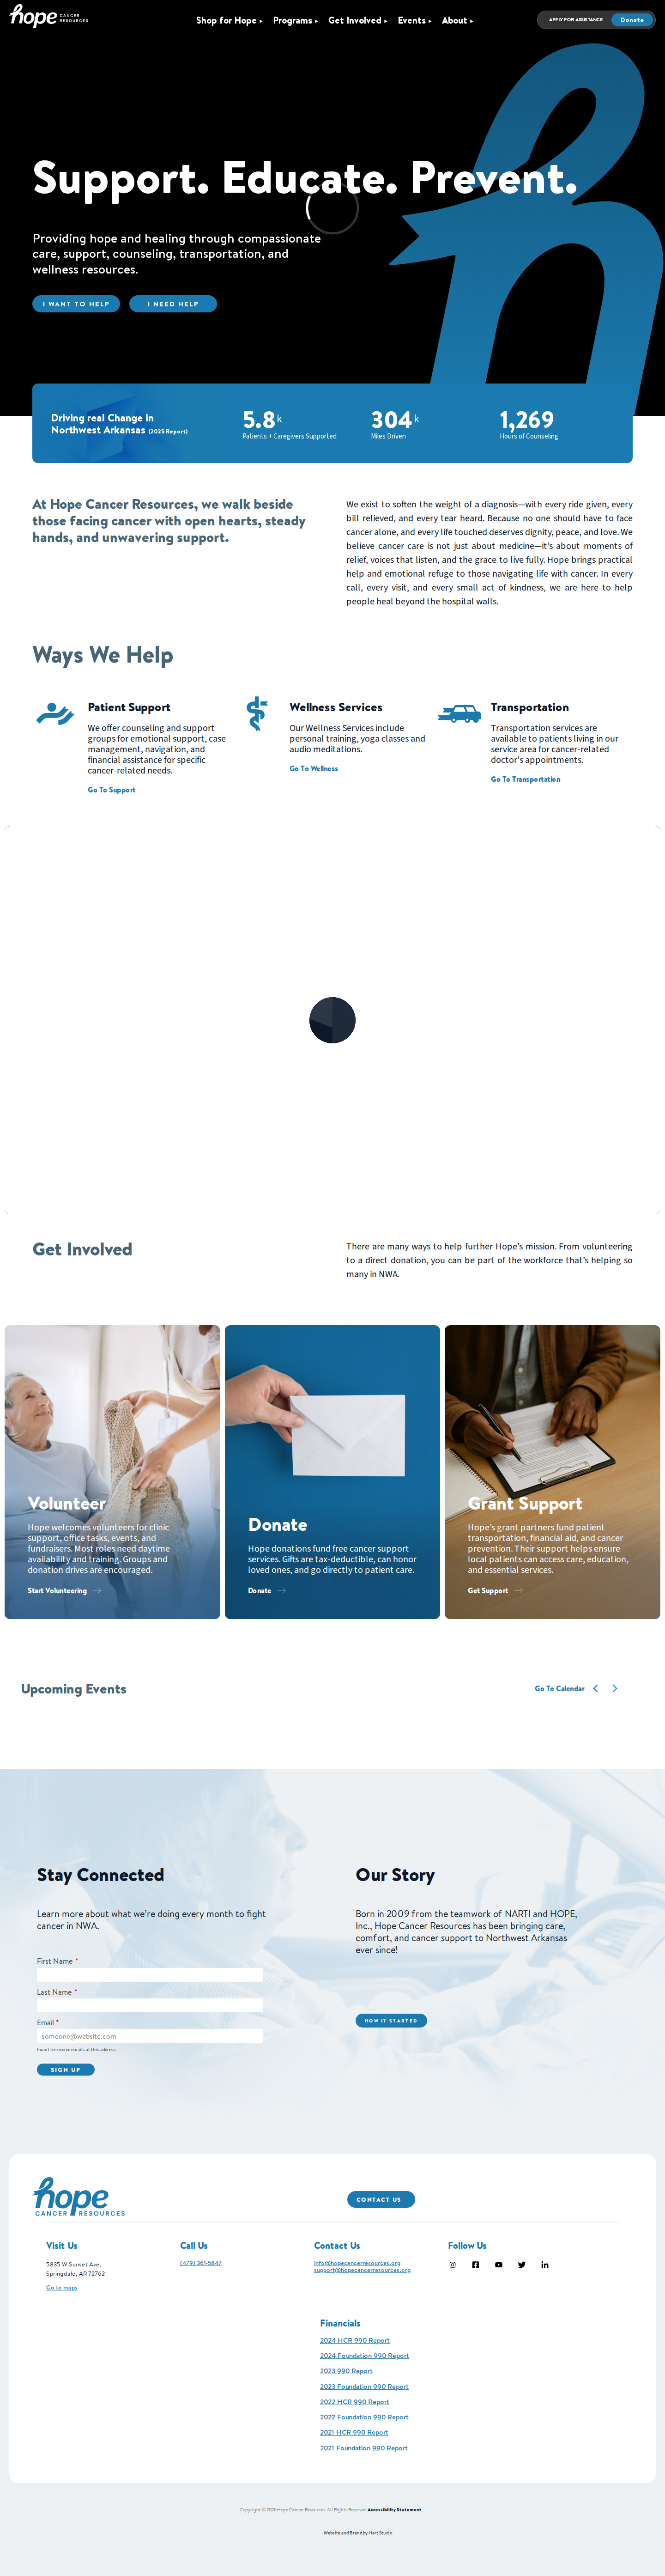 hope CANCER RESOURCES
Shop for Hope ▸ Programs ▸ Get Involved ▸ Events ▸ About ▸
APPLY FOR ASSISTANCE Donate
Support. Educate. Prevent.
Providing hope and healing through compassionate
care, support, counseling, transportation, and
wellness resources.
I WANT TO HELP I NEED HELP
Driving real Change in
Northwest Arkansas (2025 Report)
5.8k
Patients + Caregivers Supported
304k
Miles Driven
1,269
Hours of Counseling
At Hope Cancer Resources, we walk beside
those facing cancer with open hearts, steady
hands, and unwavering support.
We exist to soften the weight of a diagnosis—with every ride given, every
bill relieved, and every tear heard. Because no one should have to face
cancer alone, and every life touched deserves dignity, peace, and love. We
believe cancer care is not just about medicine—it's about moments of
relief, voices that listen, and the grace to live fully. Hope brings practical
help and emotional refuge to those navigating life with cancer. In every
call, every visit, and every small act of kindness, we are here to help
people heal beyond the hospital walls.
Ways We Help
Patient Support
We offer counseling and support
groups for emotional support, case
management, navigation, and
financial assistance for specific
cancer-related needs.
Go To Support
Wellness Services
Our Wellness Services include
personal training, yoga classes and
audio meditations.
Go To Wellness
Transportation
Transportation services are
available to patients living in our
service area for cancer-related
doctor's appointments.
Go To Transportation
Get Involved
There are many ways to help further Hope's mission. From volunteering
to a direct donation, you can be part of the workforce that's helping so
many in NWA.
Volunteer
Hope welcomes volunteers for clinic
support, office tasks, events, and
fundraisers. Most roles need daytime
availability and training. Groups and
donation drives are encouraged.
Start Volunteering
Donate
Hope donations fund free cancer support
services. Gifts are tax-deductible, can honor
loved ones, and go directly to patient care.
Donate
Grant Support
Hope's grant partners fund patient
transportation, financial aid, and cancer
prevention. Their support helps ensure
local patients can access care, education,
and essential services.
Get Support
Upcoming Events
Go To Calendar
Stay Connected
Learn more about what we're doing every month to fight
cancer in NWA.
First Name *
Last Name *
Email *
someone@website.com
I want to receive emails at this address
SIGN UP
Our Story
Born in 2009 from the teamwork of NARTI and HOPE,
Inc., Hope Cancer Resources has been bringing care,
comfort, and cancer support to Northwest Arkansas
ever since!
HOW IT STARTED
hope
CANCER RESOURCES
CONTACT US
Visit Us
5835 W Sunset Ave,
Springdale, AR 72762
Go to maps
Call Us
(479) 361-5847
Contact Us
info@hopecancerresources.org
support@hopecancerresources.org
Follow Us
Financials
2024 HCR 990 Report
2024 Foundation 990 Report
2023 990 Report
2023 Foundation 990 Report
2022 HCR 990 Report
2022 Foundation 990 Report
2021 HCR 990 Report
2021 Foundation 990 Report
Copyright © 2025 Hope Cancer Resources, All Rights Reserved Accessibility Statement
Website and Brand by Hart Studio